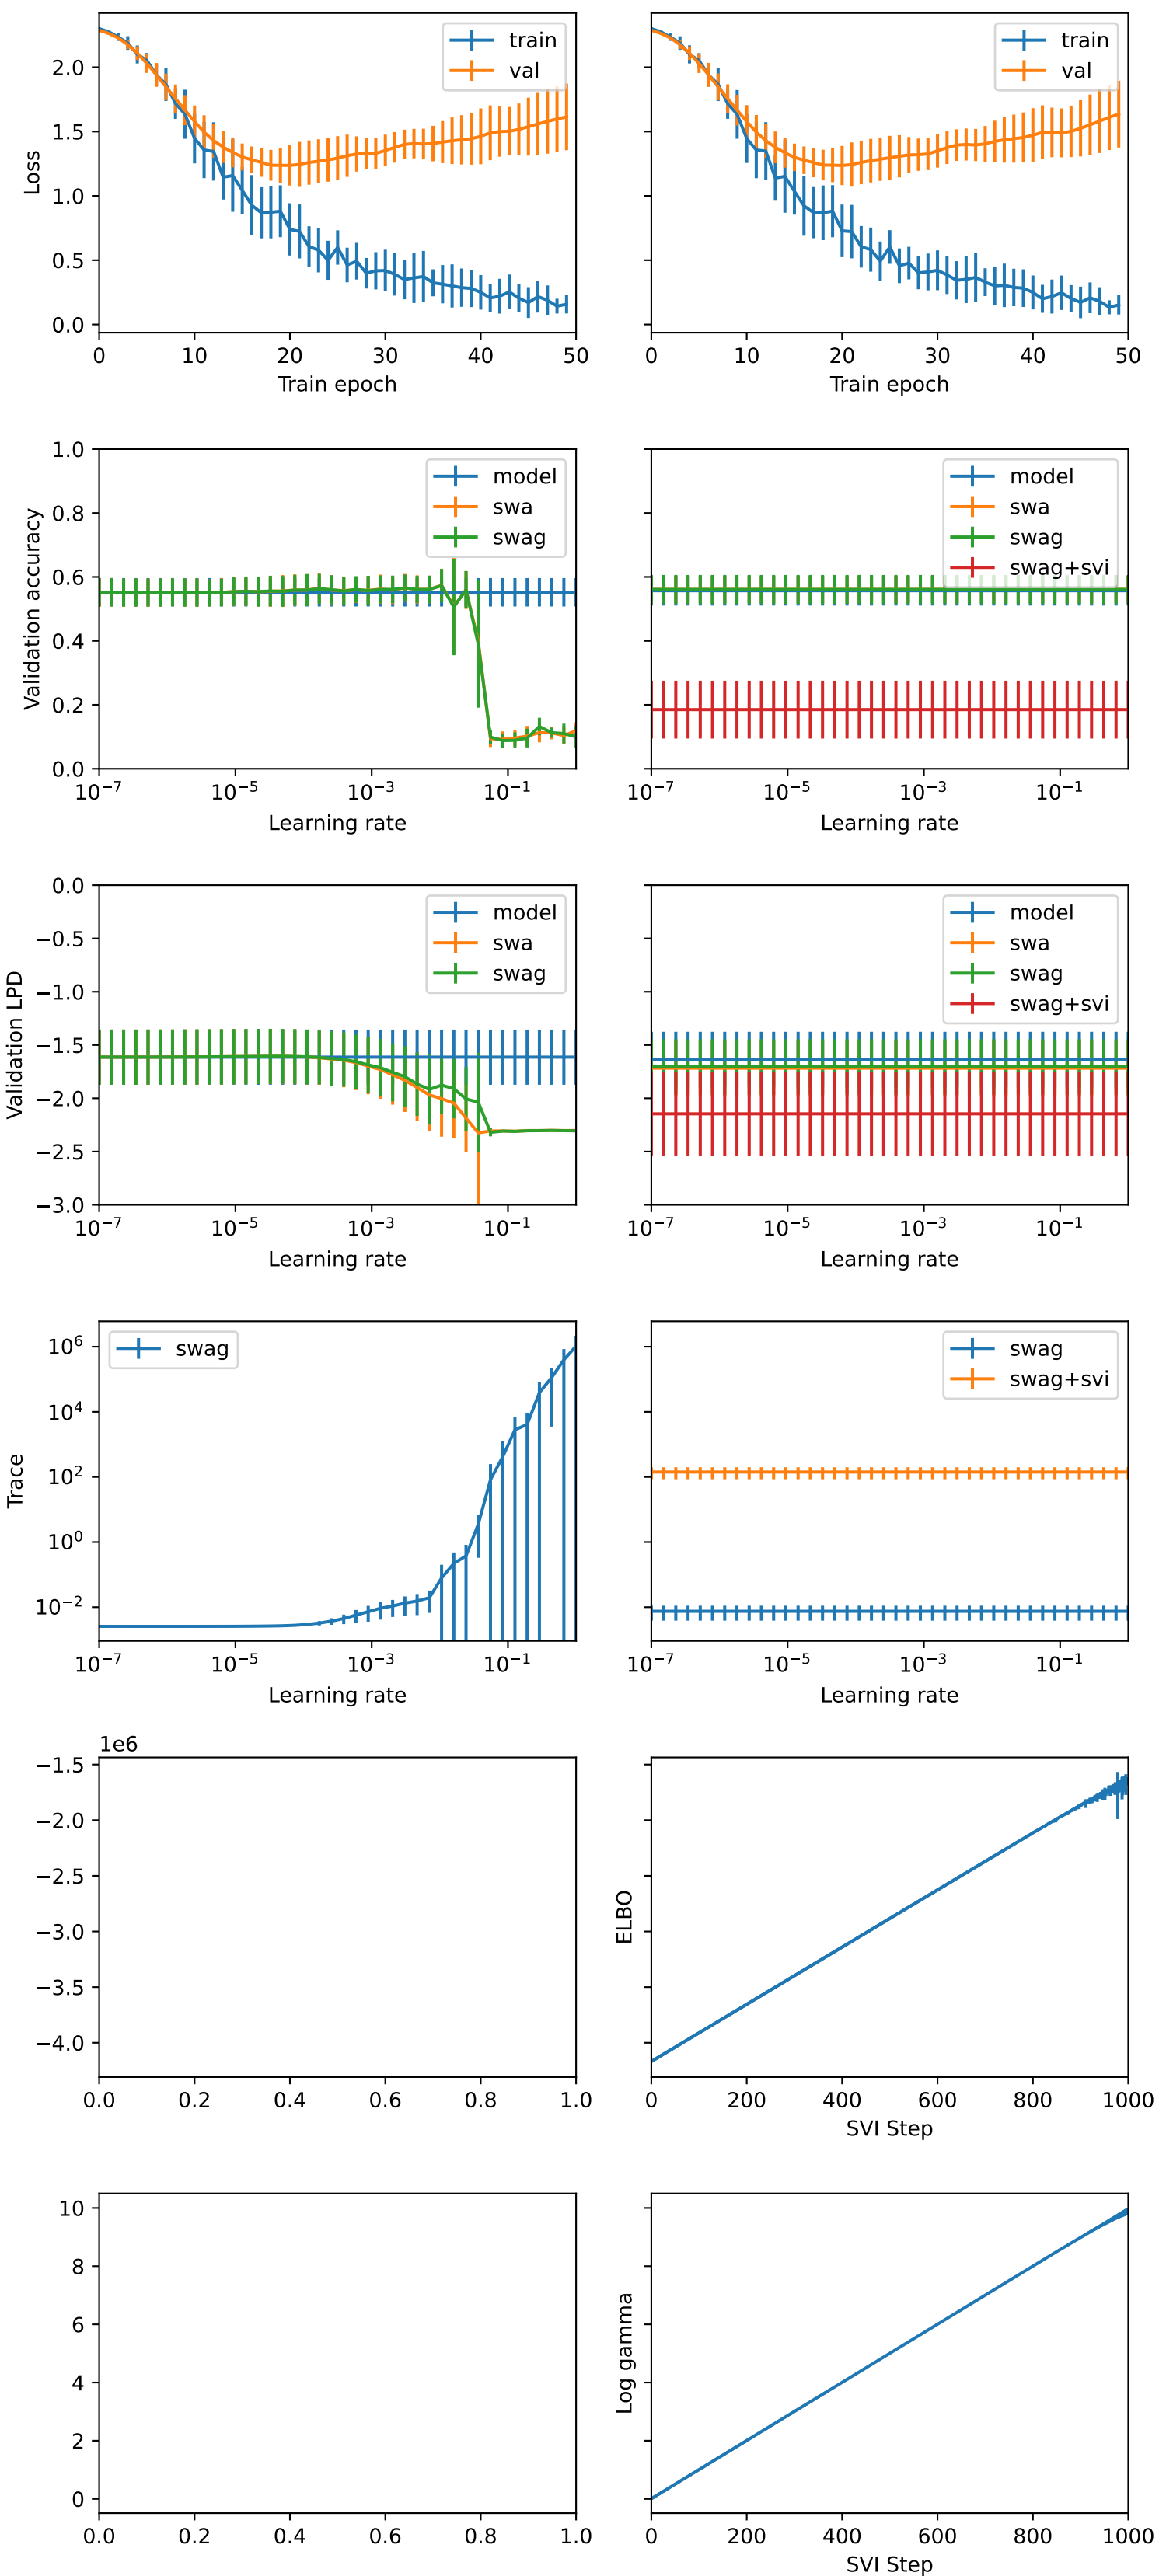 train
val
Loss
2.0
1.5
1.0
0.5
0.0
0 10 20 30 40 50
Train epoch
train
val
0 10 20 30 40 50
Train epoch
model
swa
swag
Validation accuracy
1.0
0.8
0.6
0.4
0.2
0.0
10⁻⁷ 10⁻⁵ 10⁻³ 10⁻¹
Learning rate
model
swa
swag
swag+svi
10⁻⁷ 10⁻⁵ 10⁻³ 10⁻¹
Learning rate
model
swa
swag
Validation LPD
0.0
−0.5
−1.0
−1.5
−2.0
−2.5
−3.0
10⁻⁷ 10⁻⁵ 10⁻³ 10⁻¹
Learning rate
model
swa
swag
swag+svi
10⁻⁷ 10⁻⁵ 10⁻³ 10⁻¹
Learning rate
swag
Trace
10⁶
10⁴
10²
10⁰
10⁻²
10⁻⁷ 10⁻⁵ 10⁻³ 10⁻¹
Learning rate
swag
swag+svi
10⁻⁷ 10⁻⁵ 10⁻³ 10⁻¹
Learning rate
1e6
−1.5
−2.0
−2.5
−3.0
−3.5
−4.0
0.0 0.2 0.4 0.6 0.8 1.0
ELBO
0 200 400 600 800 1000
SVI Step
10
8
6
4
2
0
0.0 0.2 0.4 0.6 0.8 1.0
Log gamma
0 200 400 600 800 1000
SVI Step